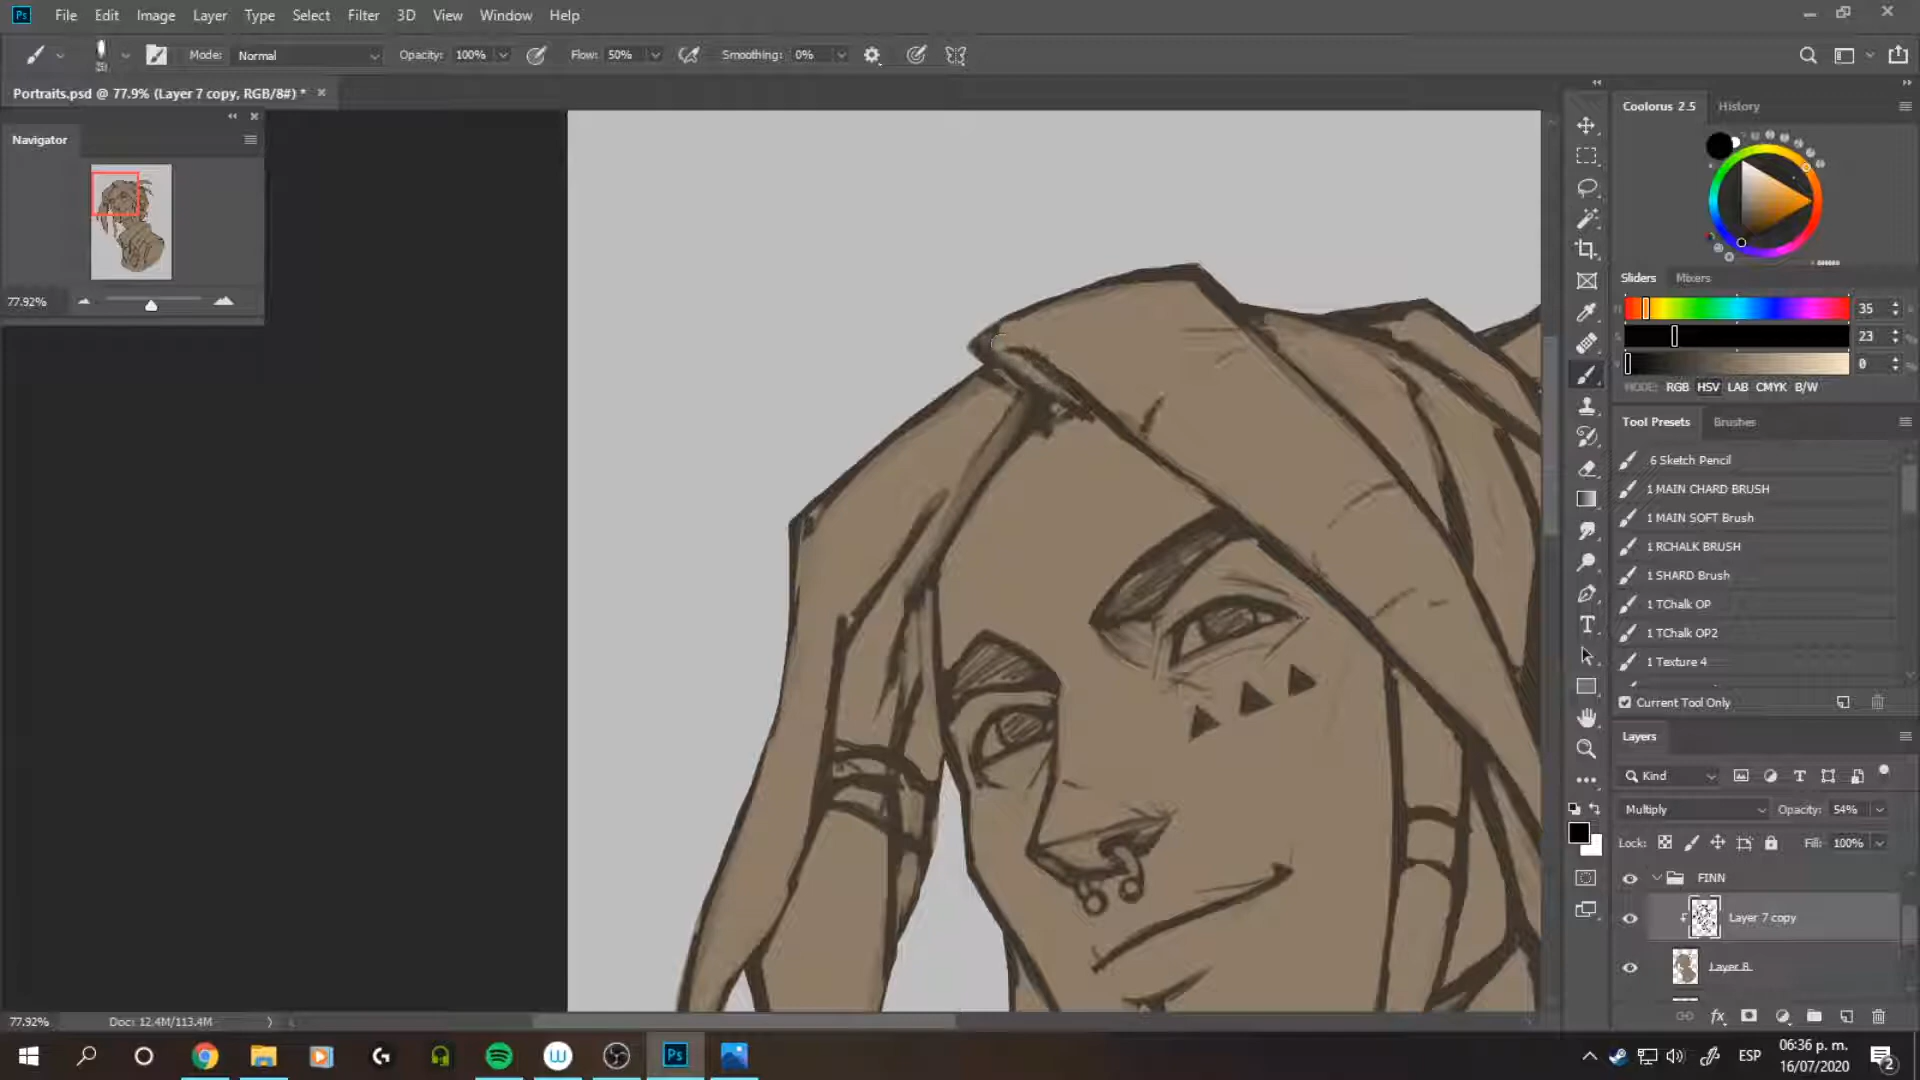 Ps File Edit Image Layer Type Select Filter 3D View Window Help
Mode: Normal Opacity: 100% Flow: 50% Smoothing: 0%
Portraits.psd @ 77.9% (Layer 7 copy, RGB/8#) *
Navigator
77.92%
Coolorus 2.5 History
Sliders Mixers
35
23
0
MODE: RGB HSV LAB CMYK B/W
Tool Presets Brushes
6 Sketch Pencil
1 MAIN CHARD BRUSH
1 MAIN SOFT Brush
1 RCHALK BRUSH
1 SHARD Brush
1 TChalk OP
1 TChalk OP2
1 Texture 4
Current Tool Only
Layers
Kind
Multiply Opacity: 54%
Lock: Fill: 100%
FINN
Layer 7 copy
Layer 8
77.92% Doc: 12.4M/113.4M
Ps ESP 06:36 p. m.
16/07/2020
2